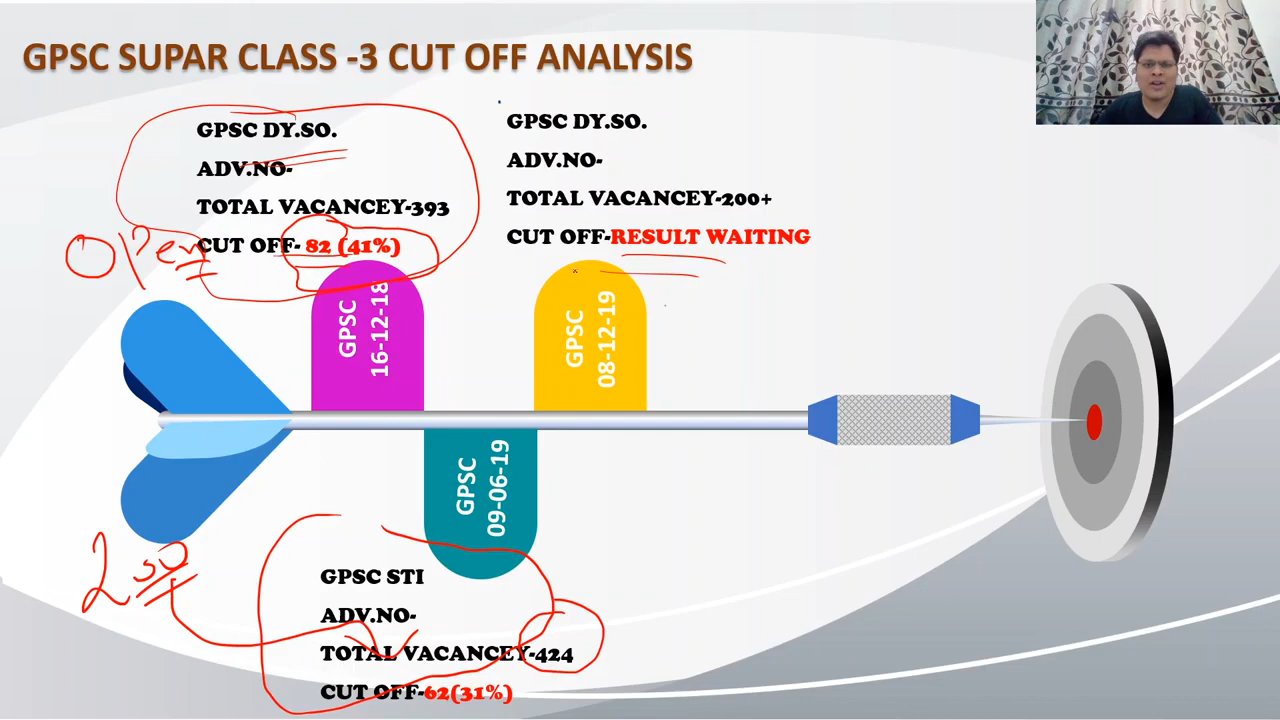 GPSC SUPAR CLASS -3 CUT OFF ANALYSIS
GPSC DY.SO.
ADV.NO-
TOTAL VACANCEY-393
CUT OFF- 82 (41%)
open
GPSC DY.SO.
ADV.NO-
TOTAL VACANCEY-200+
CUT OFF-RESULT WAITING
GPSC
16-12-18
GPSC
08-12-19
GPSC
09-06-19
GPSC STI
ADV.NO-
TOTAL VACANCEY-424
CUT OFF-62(31%)